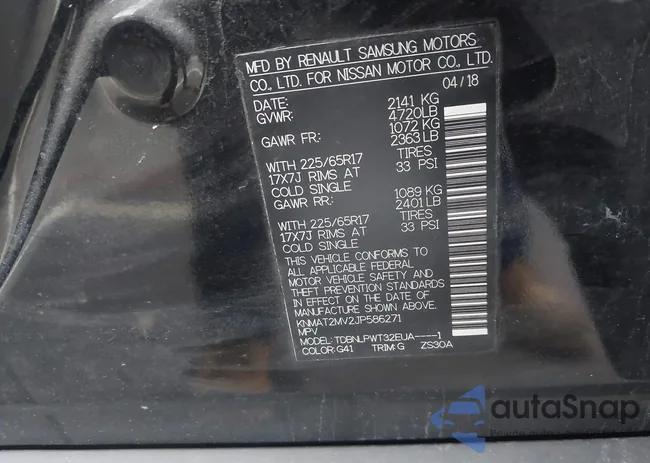 MFD BY RENAULT SAMSUNG MOTORS
CO., LTD. FOR NISSAN MOTOR CO., LTD.
04/18
DATE: 2141 KG
GVWR: 4720LB
1072 KG
GAWR FR: 2363 LB
WITH 225/65R17 TIRES
17X7J RIMS AT 33 PSI
COLD SINGLE
1089 KG
GAWR RR: 2401 LB
WITH 225/65R17 TIRES
17X7J RIMS AT 33 PSI
COLD SINGLE
THIS VEHICLE CONFORMS TO
ALL APPLICABLE FEDERAL
MOTOR VEHICLE SAFETY AND
THEFT PREVENTION STANDARDS
IN EFFECT ON THE DATE OF
MANUFACTURE SHOWN ABOVE.
KNMAT2MV2JP586271
MPV
MODEL: TDBNLPWT32EUA----1
COLOR: G41 TRIM: G ZS30A
autoSnap